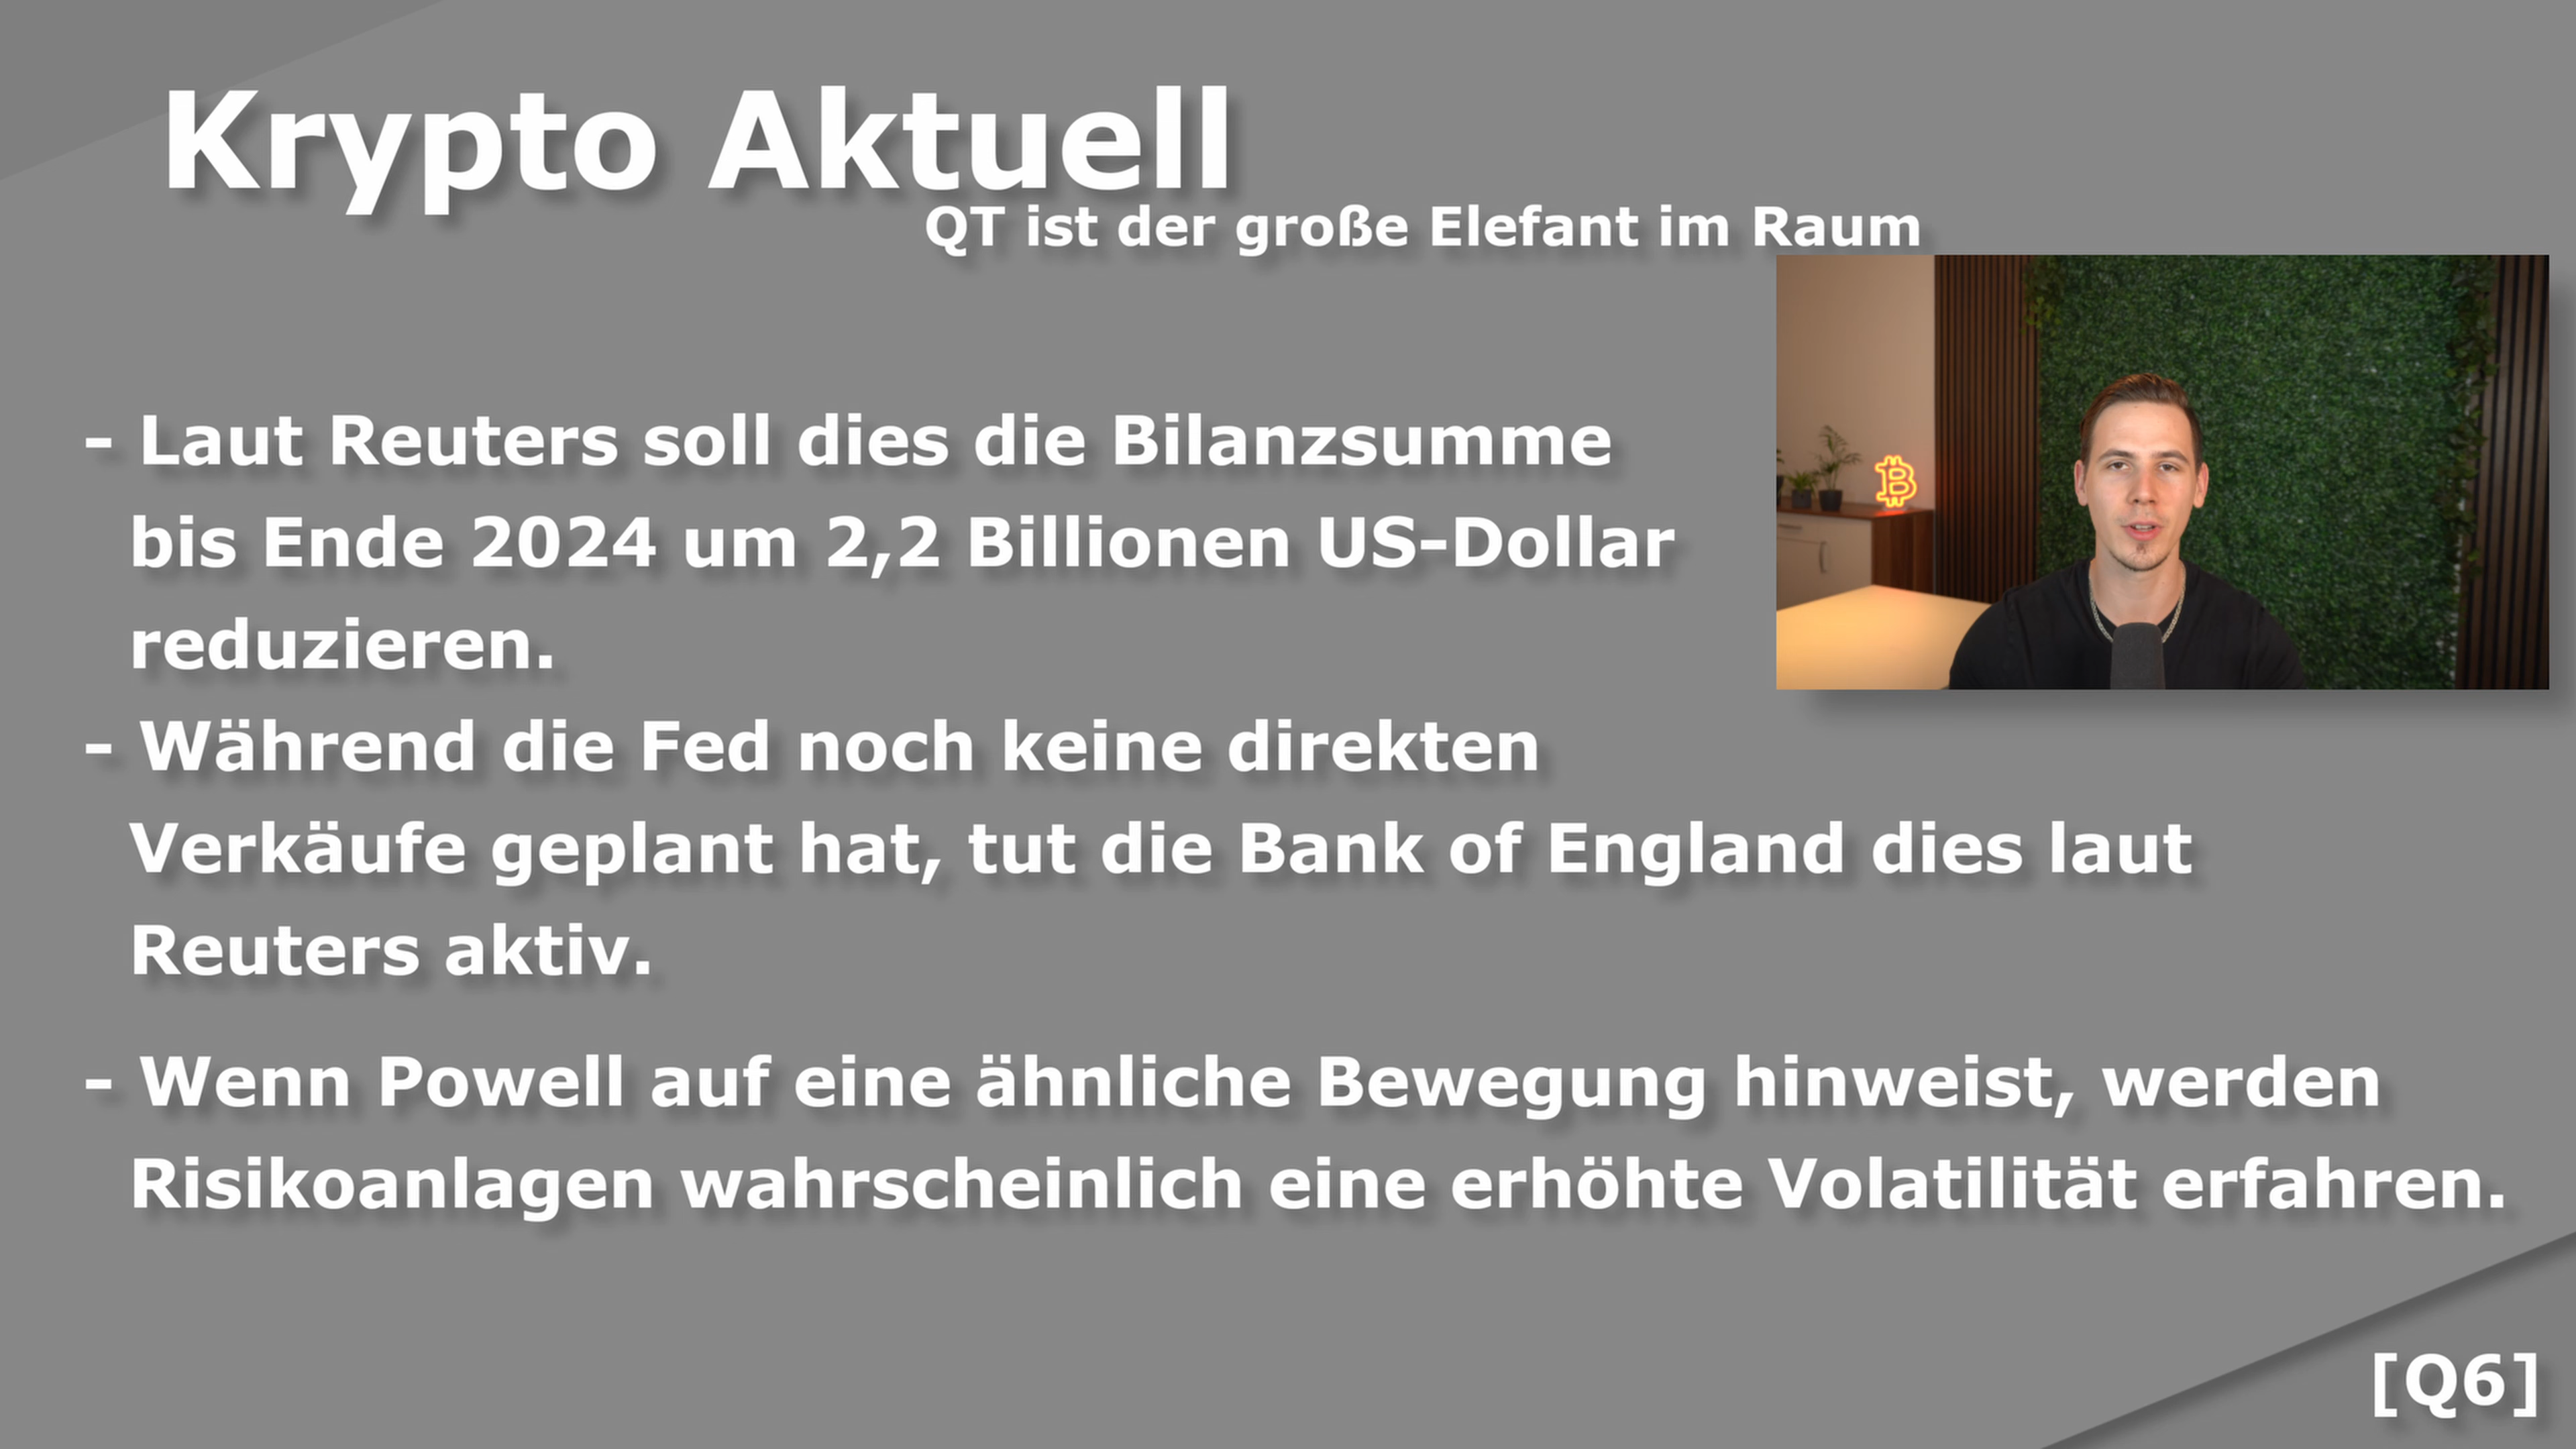 Krypto Aktuell
QT ist der große Elefant im Raum
- Laut Reuters soll dies die Bilanzsumme
bis Ende 2024 um 2,2 Billionen US-Dollar
reduzieren.
- Während die Fed noch keine direkten
Verkäufe geplant hat, tut die Bank of England dies laut
Reuters aktiv.
- Wenn Powell auf eine ähnliche Bewegung hinweist, werden
Risikoanlagen wahrscheinlich eine erhöhte Volatilität erfahren.
[Q6]